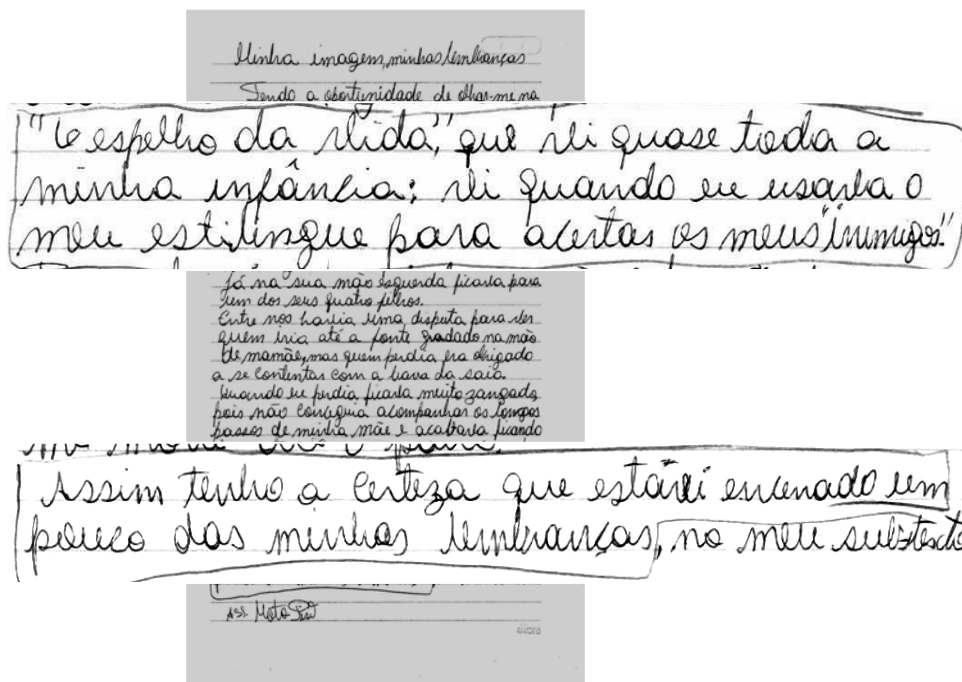 Minha imagem, minhas lembranças
Tendo a oportunidade de olhar-me na
"O espelho da vida", que vi quase toda a
minha infância; vi quando eu usava o
meu estilingue para acertas os meus "inimigos".
Já na sua mão esquerda ficava para
um dos seus quatro filhos.
Entre nós havia uma disputa para ver
quem iria até a fonte gradado na mão
de mamãe, mas quem perdia era obrigado
a se contentas com a barra da saia.
Quando eu perdia ficava muito zangado,
pois não conseguia acompanhar os longos
passos de minha mãe e acabava ficando
Assim tenho a certeza que estarei encenado um
pouco das minhas lembranças, no meu subtexto
Ass.